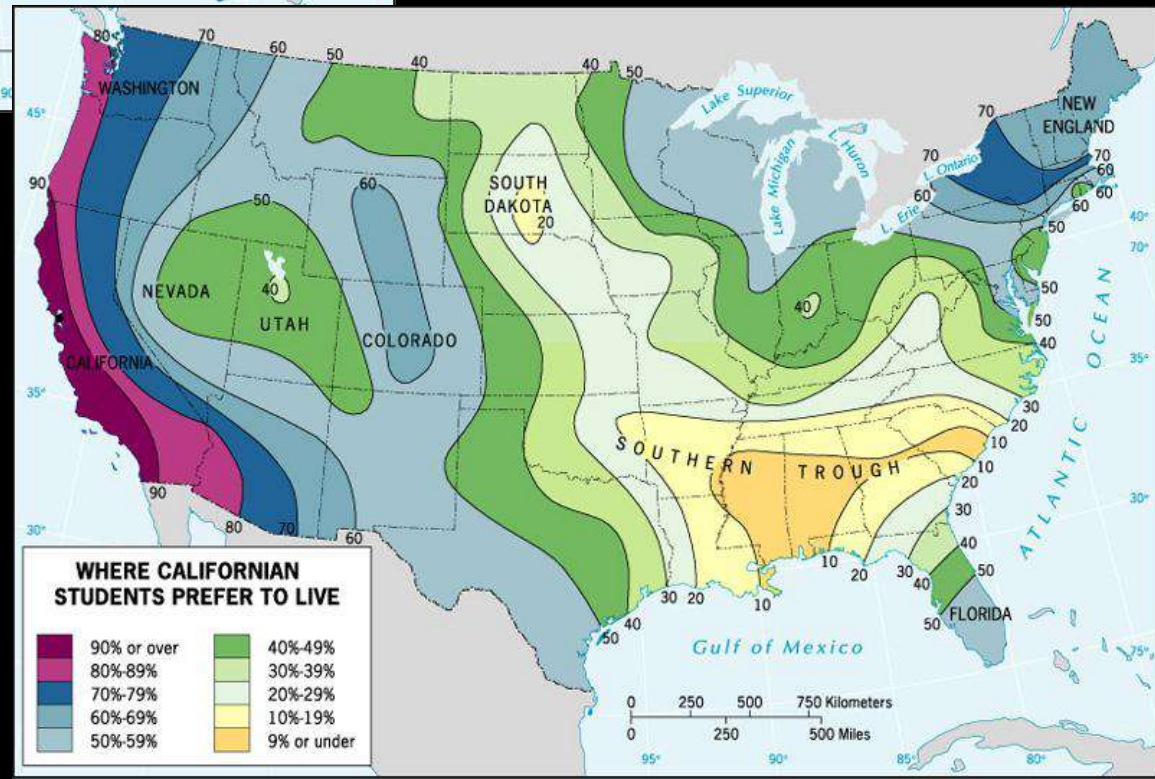 80
70
60
50
40
40
50
WASHINGTON
90
45°
Lake Superior
Lake Michigan
L. Huron
L. Ontario
L. Erie
NEW
ENGLAND
70
70
60
70
60
60
60
40°
70°
90
SOUTH
DAKOTA
20
60
50
50
NEVADA
40
UTAH
COLORADO
40
50
50
40
CALIFORNIA
35°
35°
ATLANTIC OCEAN
30
20
10
10
20
30
40
50
SOUTHERN TROUGH
90
80
70
60
30°
30°
10
20
30
40
50
FLORIDA
30
20
10
40
50
Gulf of Mexico
75°
WHERE CALIFORNIAN
STUDENTS PREFER TO LIVE
90% or over
80%-89%
70%-79%
60%-69%
50%-59%
40%-49%
30%-39%
20%-29%
10%-19%
9% or under
0 250 500 750 Kilometers
0 250 500 Miles
95°
90°
85°
80°